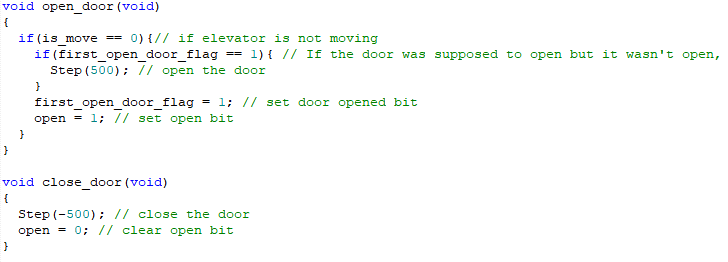 void open_door(void)
{
  if(is_move == 0){// if elevator is not moving
    if(first_open_door_flag == 1){ // If the door was supposed to open but it wasn't open,
      Step(500); // open the door
    }
    first_open_door_flag = 1; // set door opened bit
    open = 1; // set open bit
  }
}

void close_door(void)
{
  Step(-500); // close the door
  open = 0; // clear open bit
}